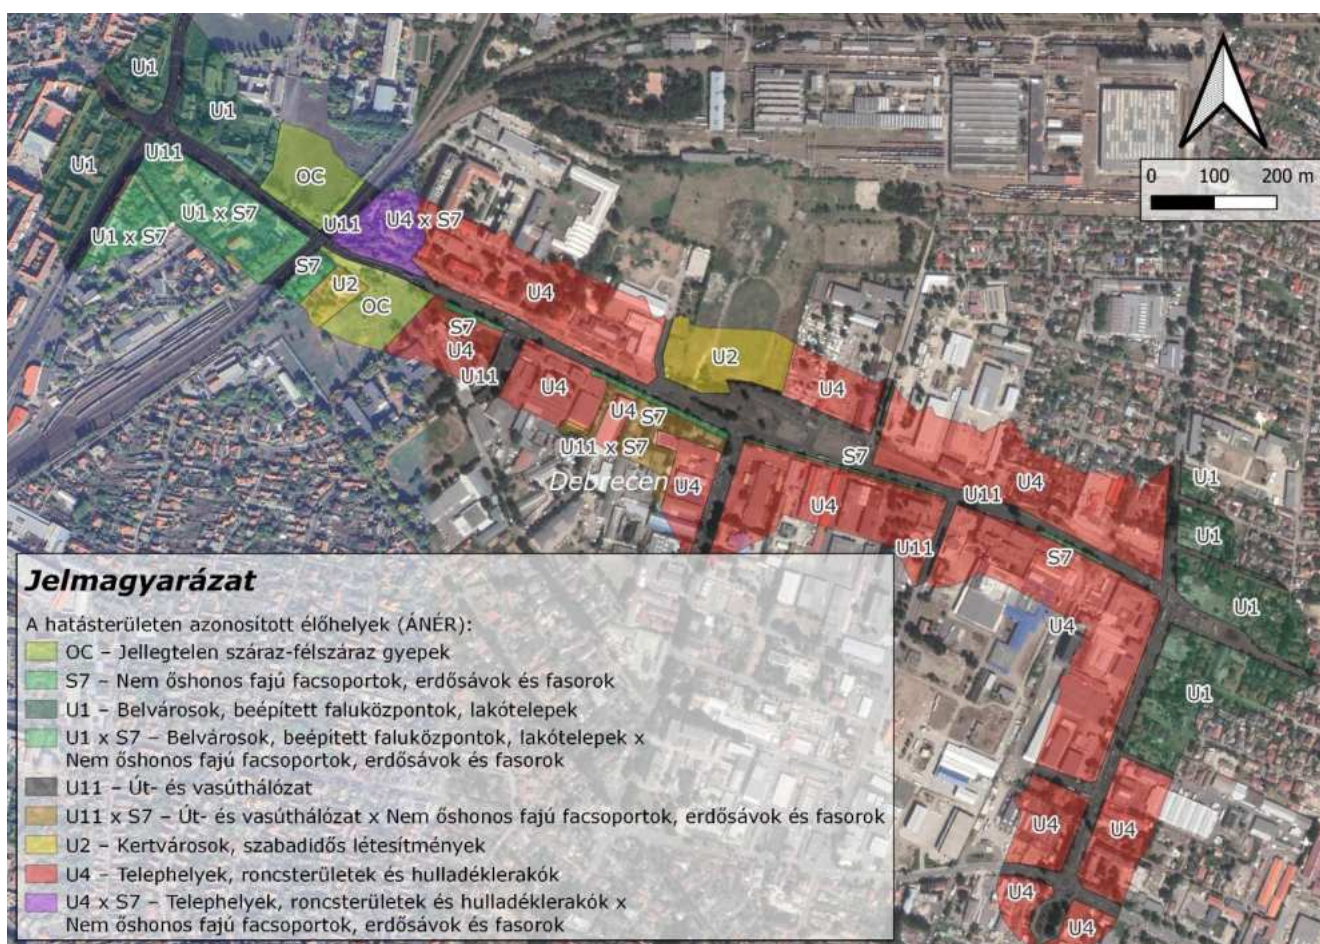 U1
U1
U1
U11
OC
U1 x S7
U11
U4 x S7
U1 x S7
S7
U2
OC
U4
S7
U4
U11
U2
U4
U4
U4
S7
U11 x S7
Debrecen
U4
S7
U4
U11
U4
U11
S7
U4
U1
U1
U1
U1
U4
U4
U4
U4
0 100 200 m
Jelmagyarázat
A hatásterületen azonosított élőhelyek (ÁNÉR):
OC – Jellegtelen száraz-félszáraz gyepek
S7 – Nem őshonos fajú facsoportok, erdősávok és fasorok
U1 – Belvárosok, beépített faluközpontok, lakótelepek
U1 x S7 – Belvárosok, beépített faluközpontok, lakótelepek x
Nem őshonos fajú facsoportok, erdősávok és fasorok
U11 – Út- és vasúthálózat
U11 x S7 – Út- és vasúthálózat x Nem őshonos fajú facsoportok, erdősávok és fasorok
U2 – Kertvárosok, szabadidős létesítmények
U4 – Telephelyek, roncsterületek és hulladéklerakók
U4 x S7 – Telephelyek, roncsterületek és hulladéklerakók x
Nem őshonos fajú facsoportok, erdősávok és fasorok